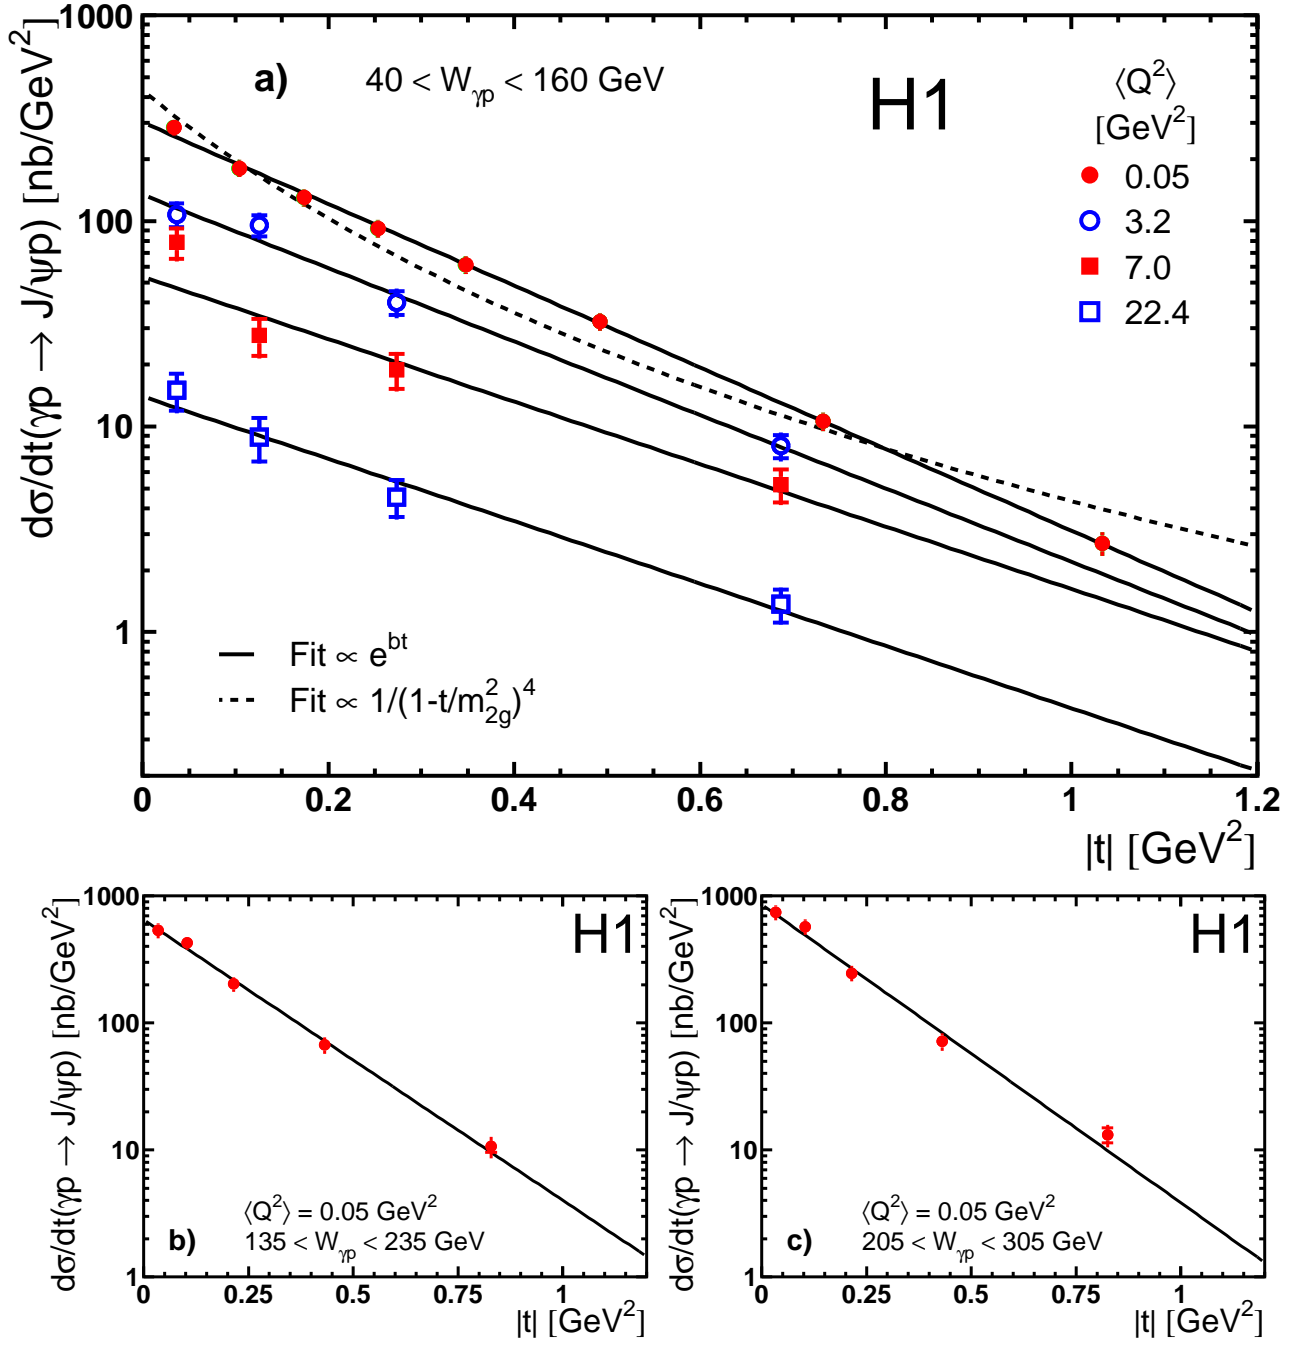 a) 40 < W_γp < 160 GeV
H1
⟨Q²⟩
[GeV²]
0.05
3.2
7.0
22.4
dσ/dt(γp → J/ψp) [nb/GeV²]
1000
100
10
1
Fit ∝ e^bt
Fit ∝ 1/(1-t/m²_2g)⁴
0 0.2 0.4 0.6 0.8 1 1.2
|t| [GeV²]
dσ/dt(γp → J/ψp) [nb/GeV²]
1000
100
10
1
H1
⟨Q²⟩ = 0.05 GeV²
b) 135 < W_γp < 235 GeV
0 0.25 0.5 0.75 1
|t| [GeV²]
dσ/dt(γp → J/ψp) [nb/GeV²]
1000
100
10
1
H1
⟨Q²⟩ = 0.05 GeV²
c) 205 < W_γp < 305 GeV
0 0.25 0.5 0.75 1
|t| [GeV²]